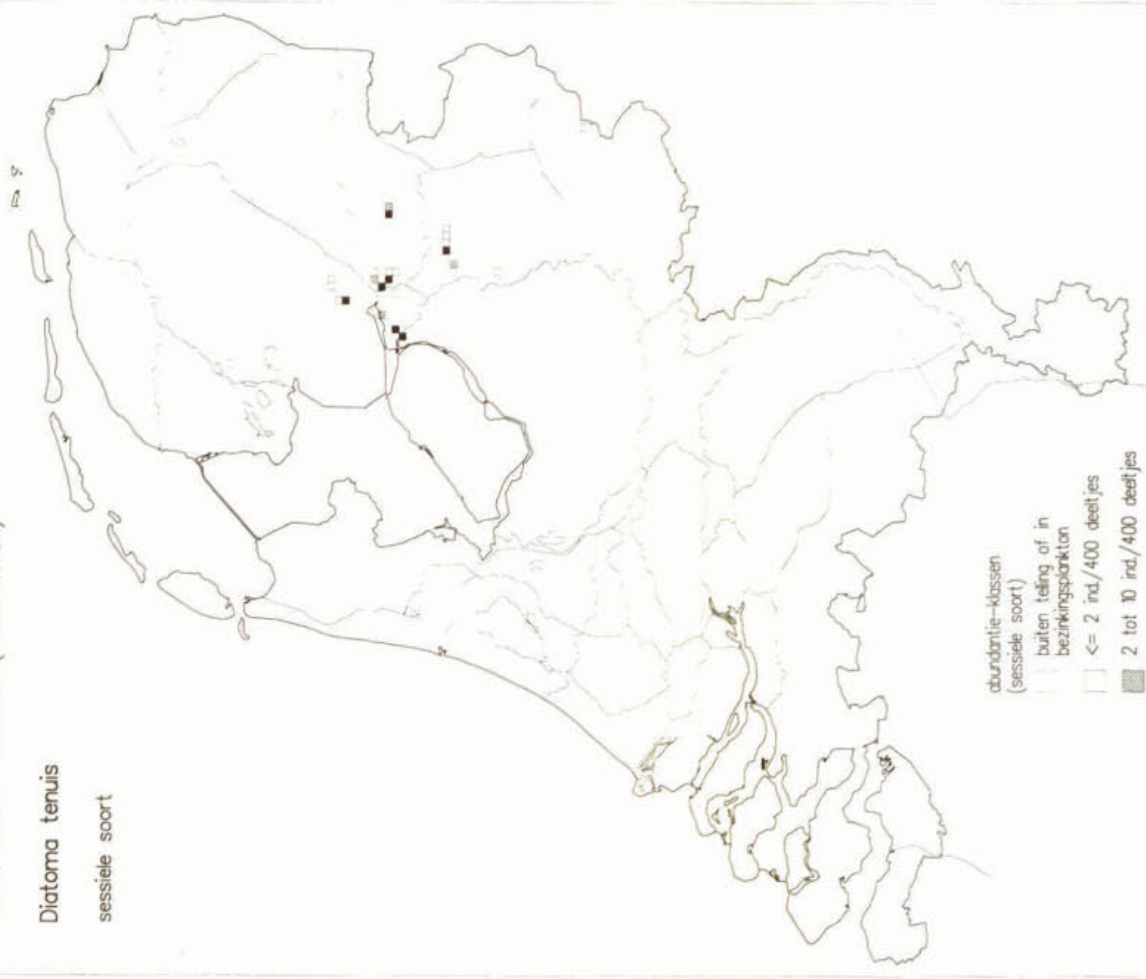 Diatoma tenuis
sessiele soort
abundantie-klassen
(sessiele soort)
buiten telling of in
bezinkingsplankton
<= 2 ind./400 deeltjes
2 tot 10 ind./400 deeltjes